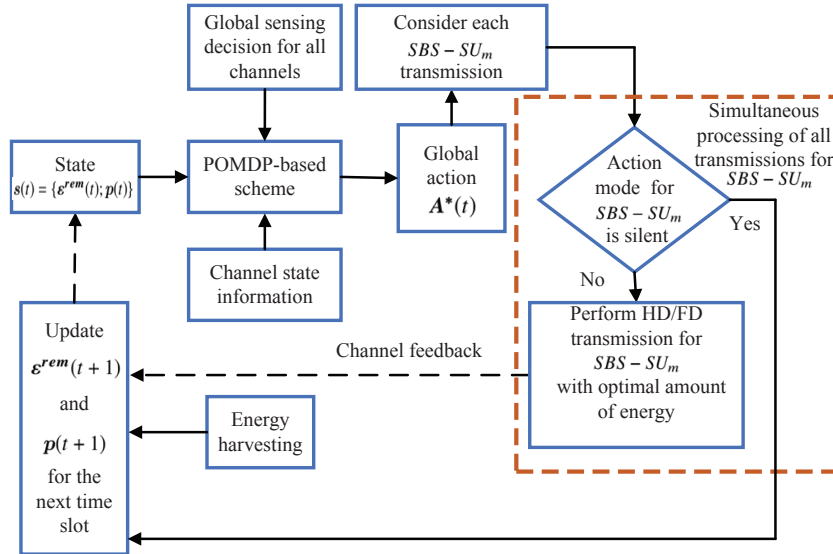 Global sensing
decision for all
channels
Consider each
SBS − SU_m
transmission
Simultaneous
processing of all
transmissions for
SBS − SU_m
State
s(t) = {ε^rem(t); p(t)}
POMDP-based
scheme
Global
action
A*(t)
Action
mode for
SBS − SU_m
is silent
Yes
No
Channel state
information
Update
ε^rem(t + 1)
and
p(t + 1)
for the
next time
slot
Channel feedback
Energy
harvesting
Perform HD/FD
transmission for
SBS − SU_m
with optimal amount
of energy